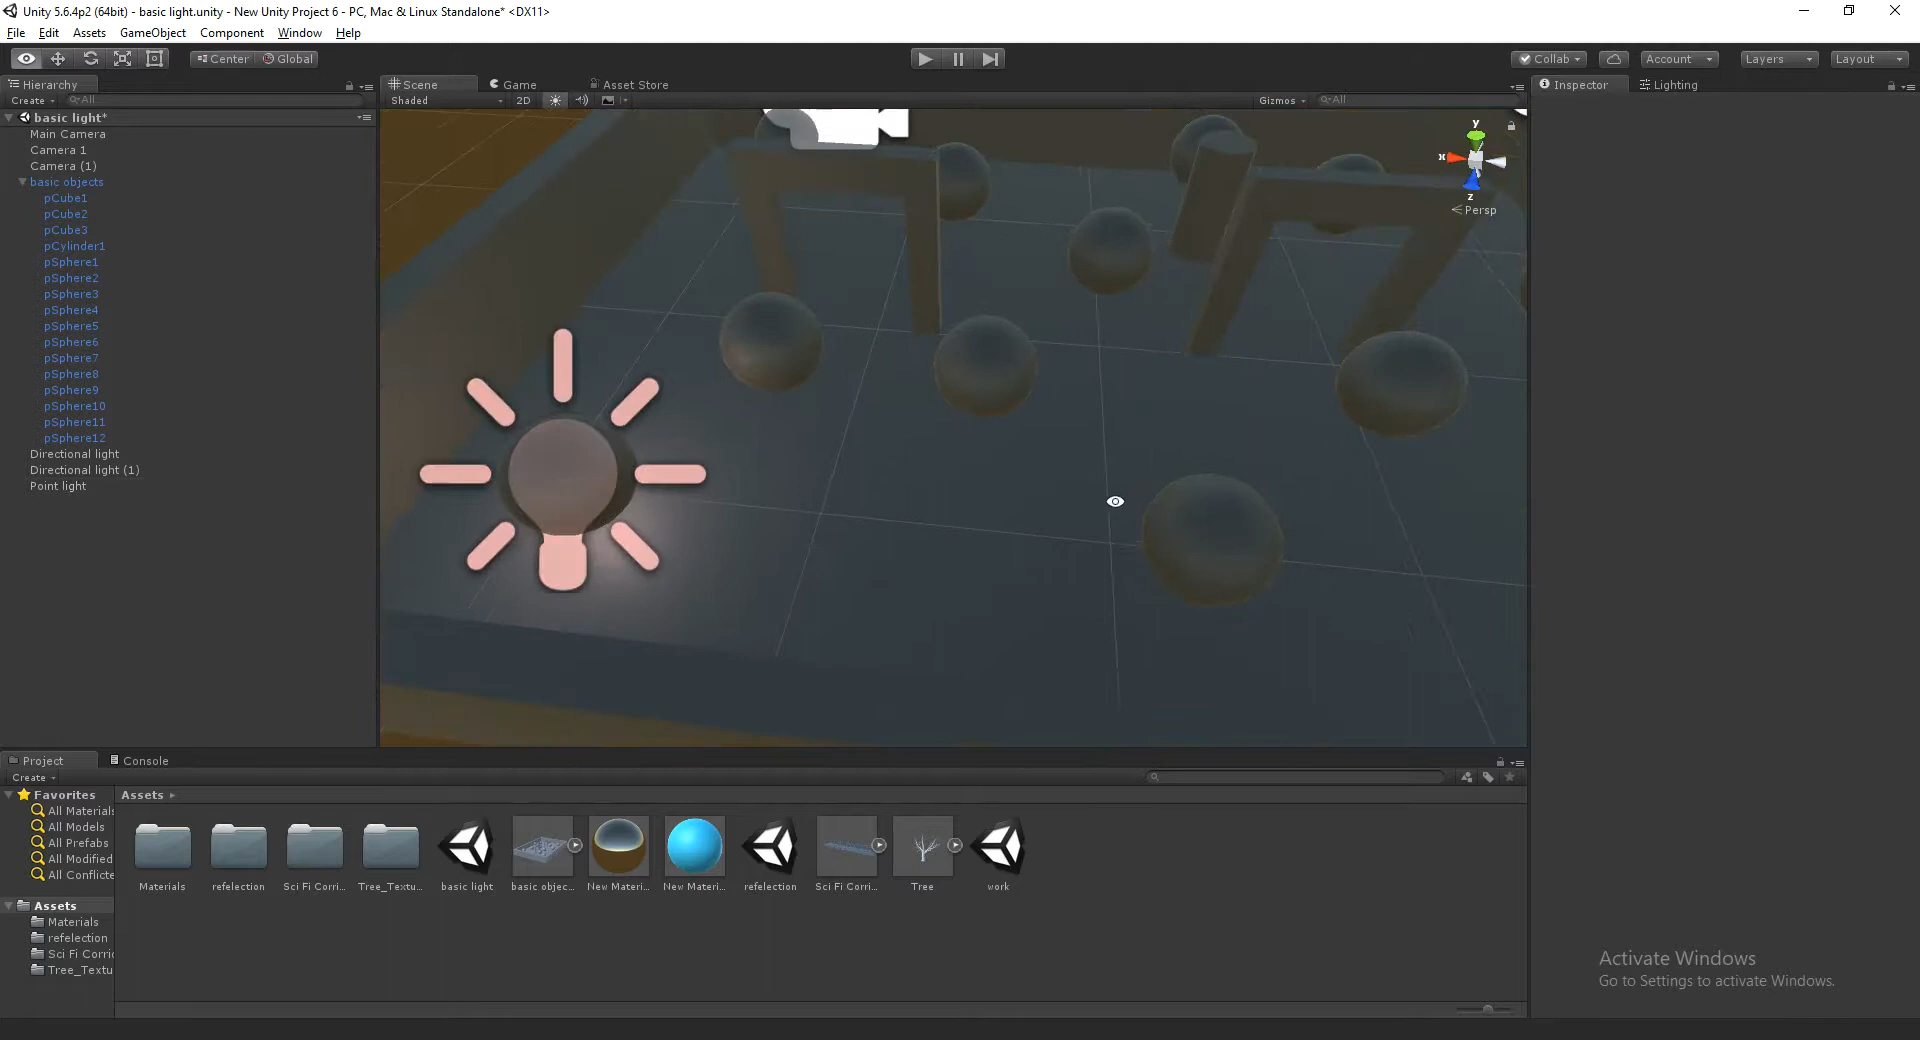 Unity 5.6.4p2 (64bit) - basic light.unity - New Unity Project 6 - PC, Mac & Linux Standalone* <DX11>
File Edit Assets GameObject Component Window Help
Center Global Collab Account Layers Layout
Hierarchy
Create All
basic light*
Main Camera
Camera 1
Camera (1)
basic objects
pCube1
pCube2
pCube3
pCylinder1
pSphere1
pSphere2
pSphere3
pSphere4
pSphere5
pSphere6
pSphere7
pSphere8
pSphere9
pSphere10
pSphere11
pSphere12
Directional light
Directional light (1)
Point light
Scene Game Asset Store
Shaded 2D Gizmos All
y
x
z
Persp
Inspector Lighting
Project Console
Create
Favorites
All Materials
All Models
All Prefabs
All Modified
All Conflicte
Assets
Materials
refelection
Sci Fi Corri
Tree_Textu
Assets
Materials refelection Sci Fi Corri... Tree_Textu... basic light basic objec... New Materi... New Materi... refelection Sci Fi Corri... Tree work
Activate Windows
Go to Settings to activate Windows.